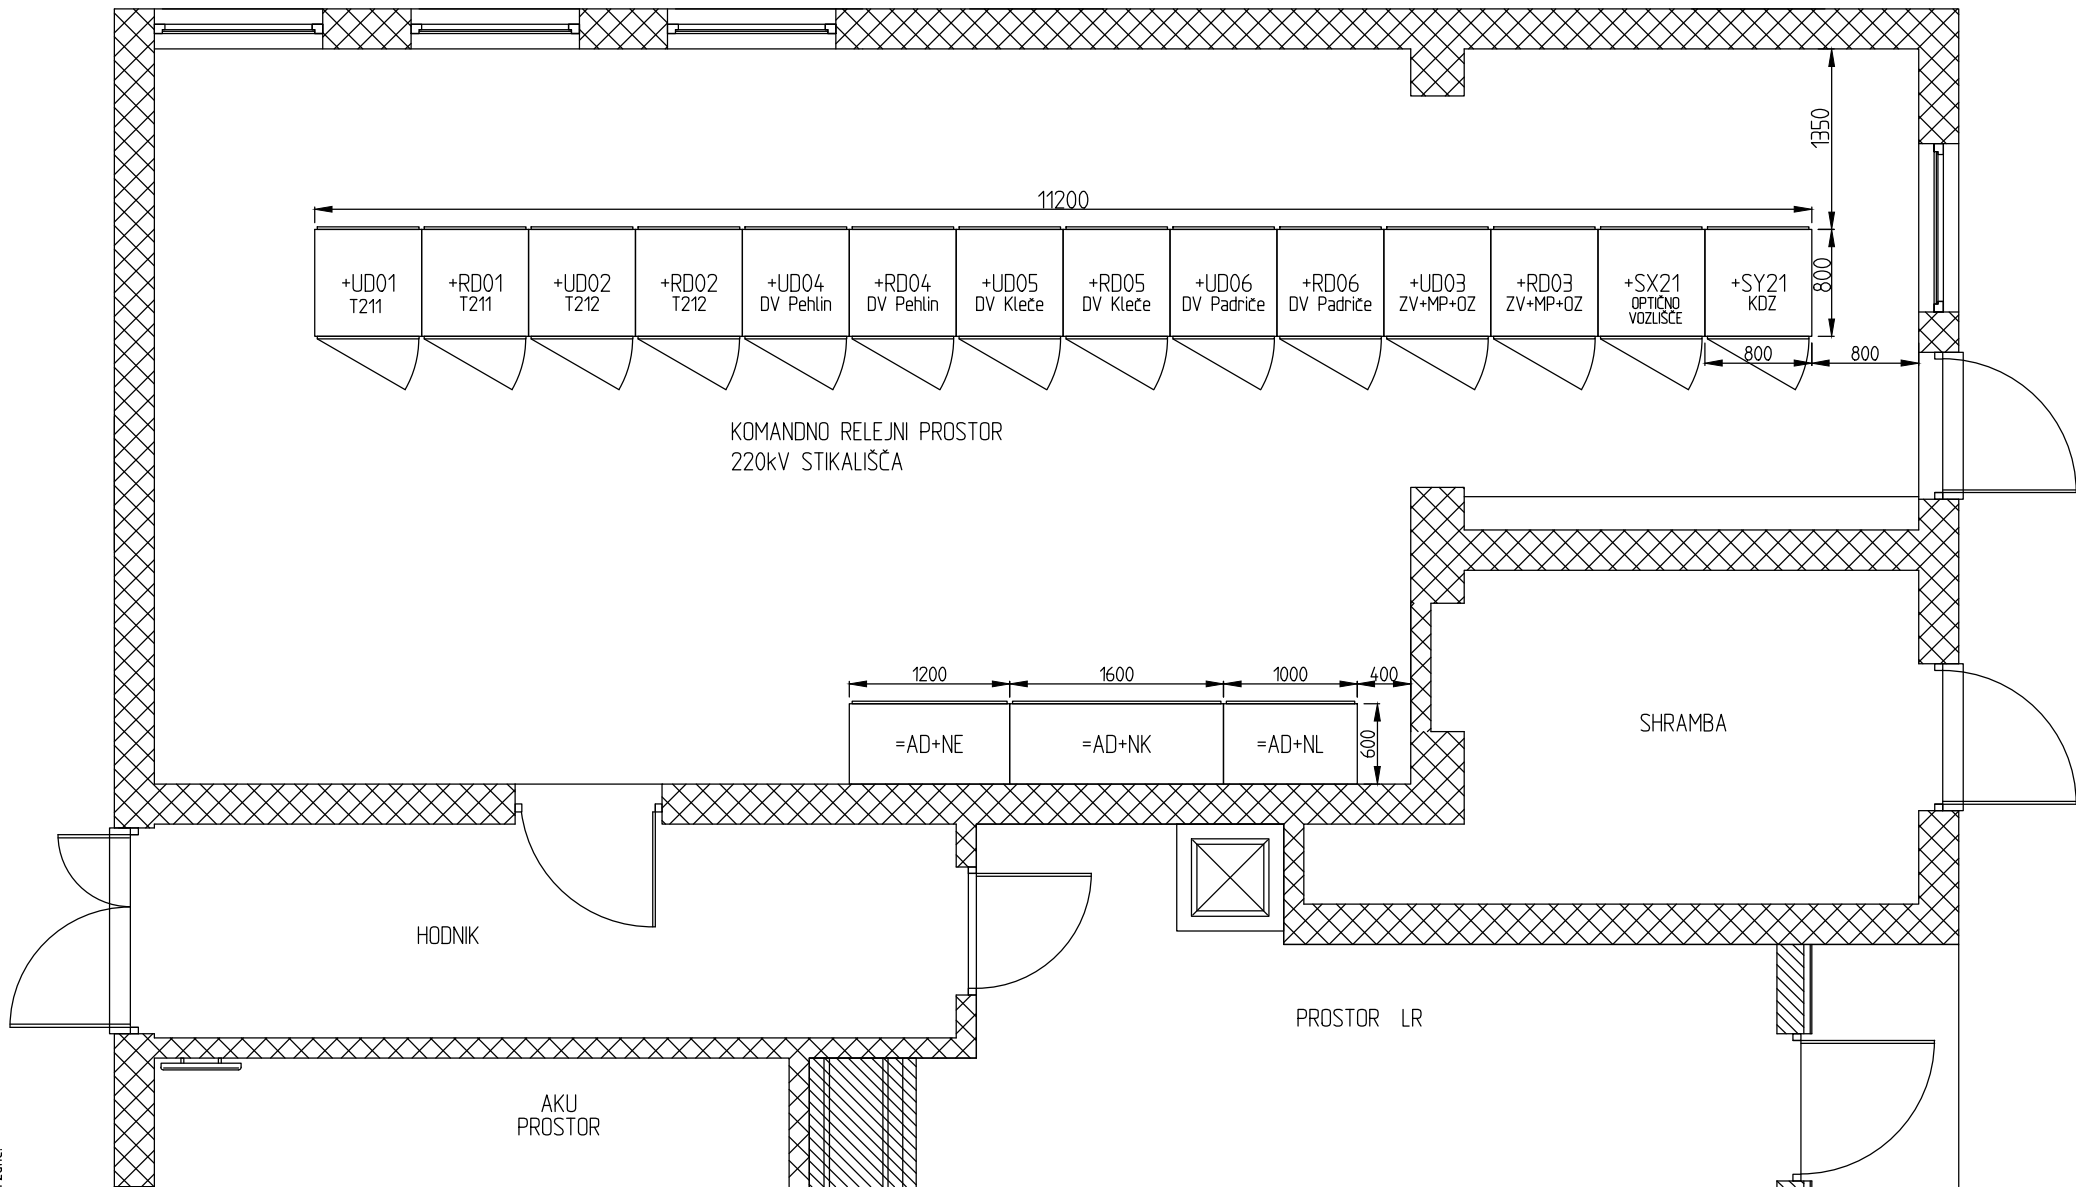 1350
11200
+UD01
T211
+RD01
T211
+UD02
T212
+RD02
T212
+UD04
DV Pehlin
+RD04
DV Pehlin
+UD05
DV Kleče
+RD05
DV Kleče
+UD06
DV Padriče
+RD06
DV Padriče
+UD03
ZV+MP+OZ
+RD03
ZV+MP+OZ
+SX21
OPTIČNO
VOZLIŠČE
+SY21
KDZ
800
800
800
KOMANDNO RELEJNI PROSTOR
220kV STIKALIŠČA
1200
1600
1000
400
=AD+NE
=AD+NK
=AD+NL
600
SHRAMBA
HODNIK
PROSTOR LR
AKU
PROSTOR